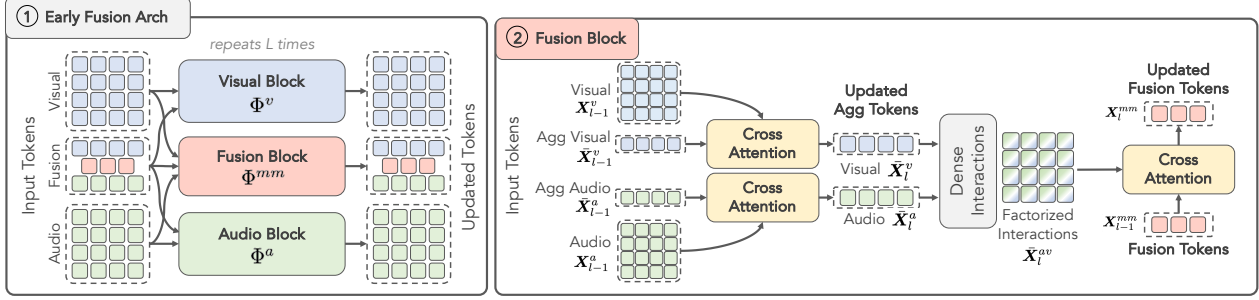 1 Early Fusion Arch
repeats L times
Input Tokens
Visual
Fusion
Audio
Visual Block
Φ^v
Fusion Block
Φ^mm
Audio Block
Φ^a
Updated Tokens
2 Fusion Block
Input Tokens
Visual
X^v_{l-1}
Agg Visual
X̄^v_{l-1}
Agg Audio
X̄^a_{l-1}
Audio
X^a_{l-1}
Cross
Attention
Cross
Attention
Updated
Agg Tokens
Visual X̄^v_l
Audio X̄^a_l
Dense
Interactions
Factorized
Interactions
X̄^av_l
Updated
Fusion Tokens
X^mm_l
Cross
Attention
X^mm_{l-1}
Fusion Tokens